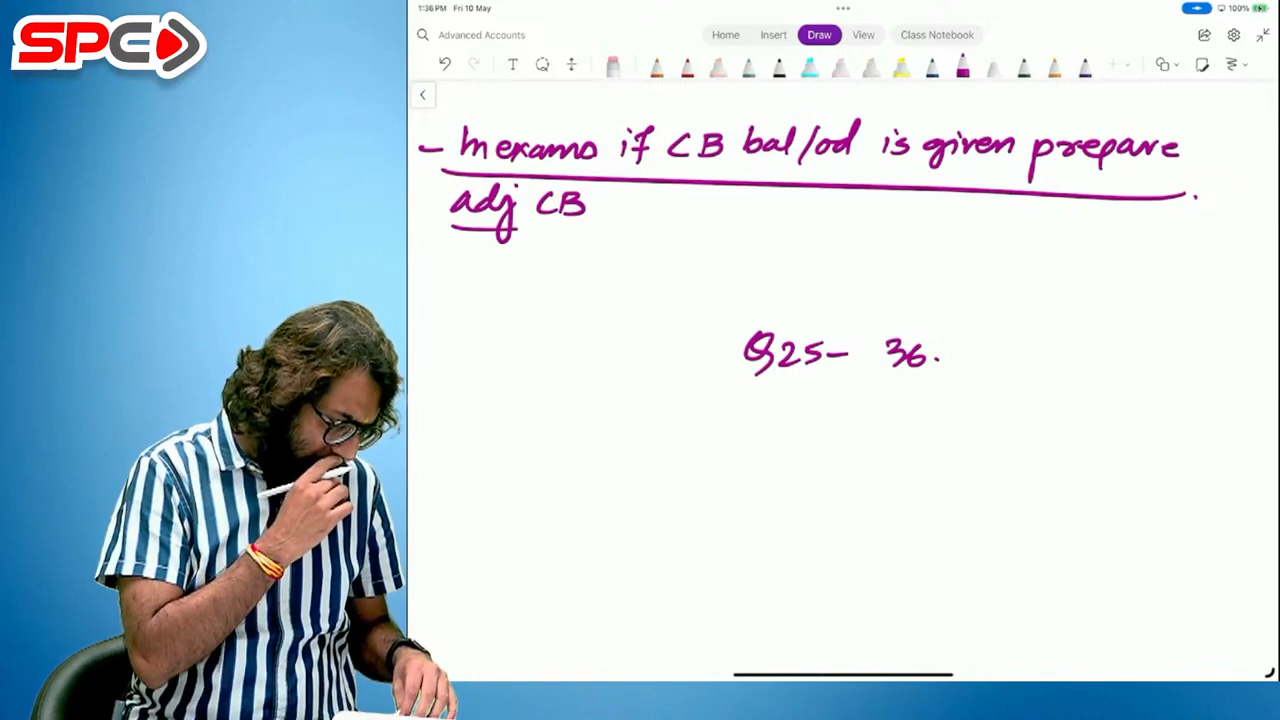 SPC
1:36 PM Fri 10 May
100%
Advanced Accounts
Home Insert Draw View Class Notebook
- In exams if CB bal/od is given prepare
adj CB
Q25- 36.